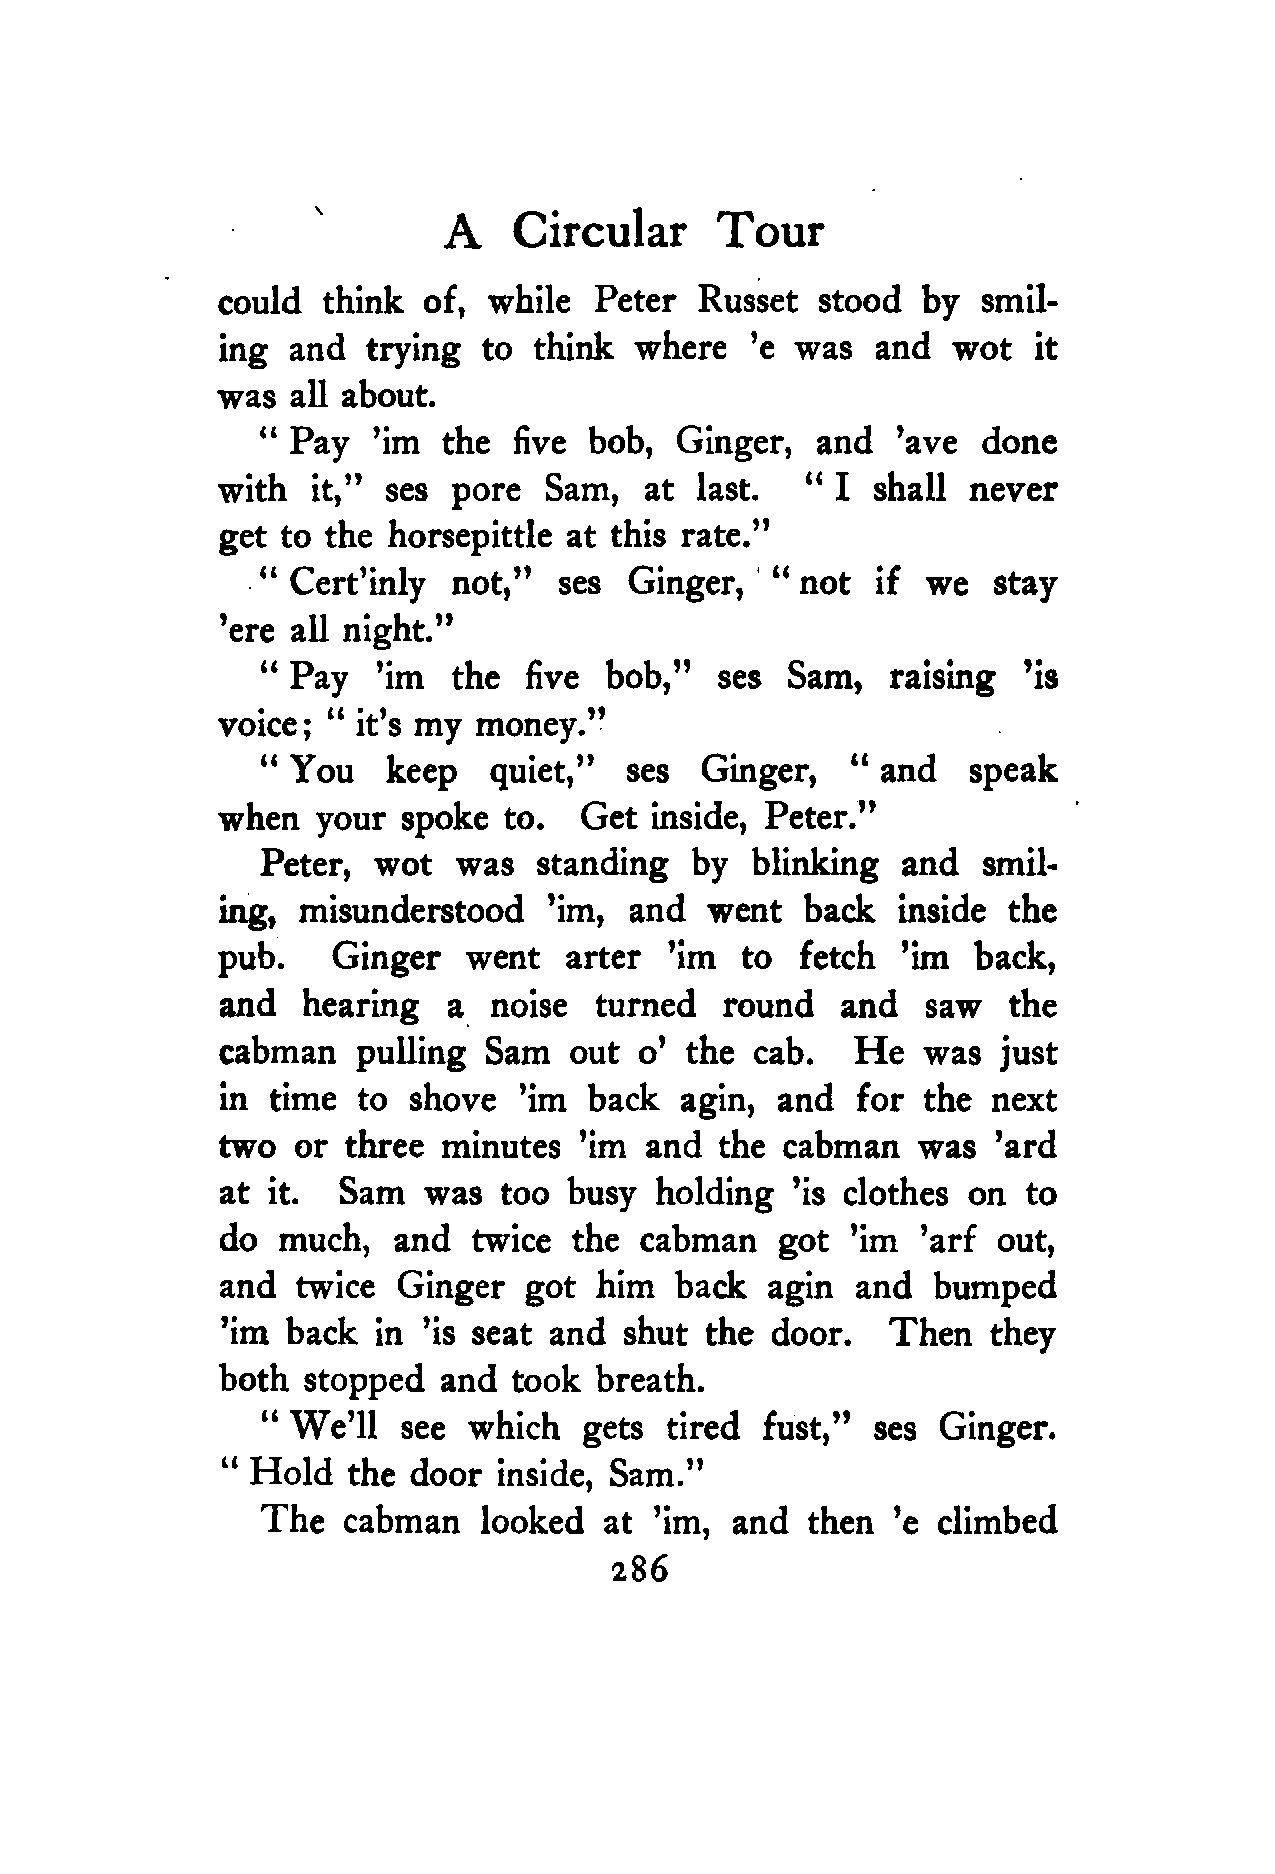 A Circular Tour
could think of, while Peter Russet stood by smil-
ing and trying to think where 'e was and wot it
was all about.
“ Pay 'im the five bob, Ginger, and 'ave done
with it,” ses pore Sam, at last. “ I shall never
get to the horsepittle at this rate.”
“ Cert'inly not,” ses Ginger, “ not if we stay
'ere all night.”
“ Pay 'im the five bob,” ses Sam, raising 'is
voice; “ it's my money.”
“ You keep quiet,” ses Ginger, “ and speak
when your spoke to. Get inside, Peter.”
Peter, wot was standing by blinking and smil-
ing, misunderstood 'im, and went back inside the
pub. Ginger went arter 'im to fetch 'im back,
and hearing a noise turned round and saw the
cabman pulling Sam out o' the cab. He was just
in time to shove 'im back agin, and for the next
two or three minutes 'im and the cabman was 'ard
at it. Sam was too busy holding 'is clothes on to
do much, and twice the cabman got 'im 'arf out,
and twice Ginger got him back agin and bumped
'im back in 'is seat and shut the door. Then they
both stopped and took breath.
“ We'll see which gets tired fust,” ses Ginger.
“ Hold the door inside, Sam.”
The cabman looked at 'im, and then 'e climbed
286